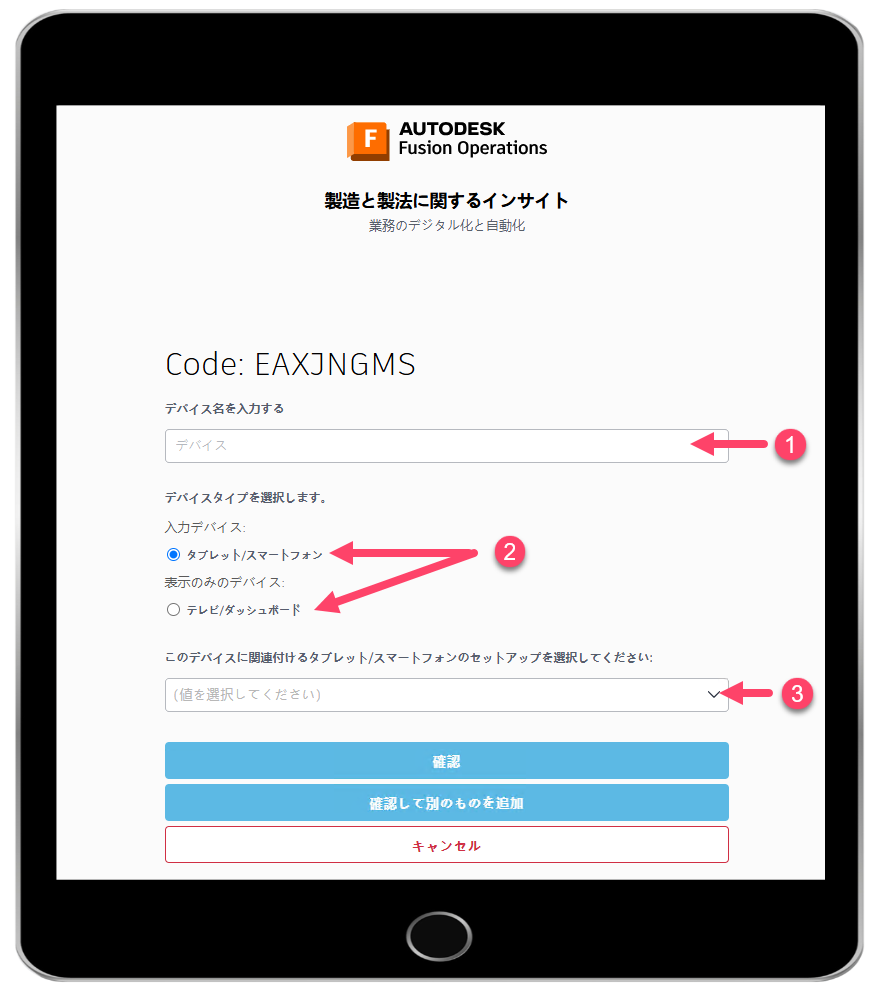 F
AUTODESK
Fusion Operations
製造と製法に関するインサイト
業務のデジタル化と自動化
Code: EAXJNGMS
デバイス名を入力する
デバイス
1
デバイスタイプを選択します。
入力デバイス:
タブレット/スマートフォン
2
表示のみのデバイス:
テレビ/ダッシュボード
このデバイスに関連付けるタブレット/スマートフォンのセットアップを選択してください:
(値を選択してください)
3
確認
確認して別のものを追加
キャンセル